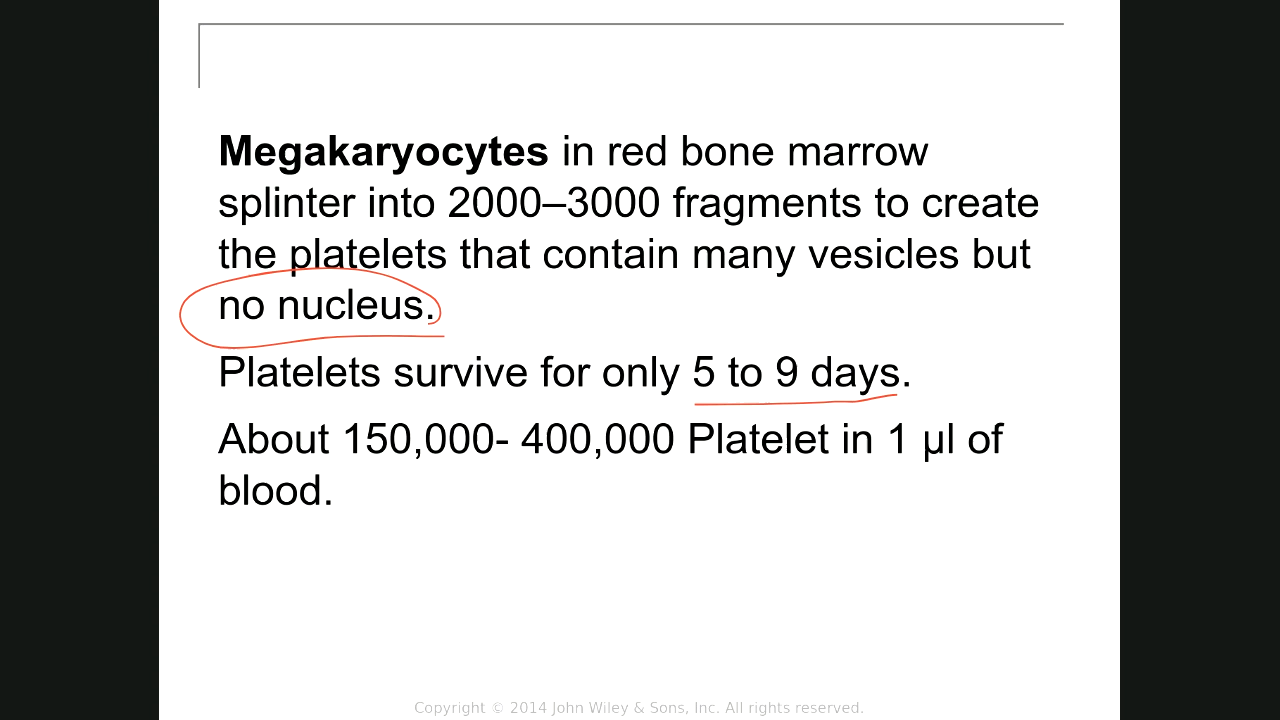 Megakaryocytes in red bone marrow
splinter into 2000–3000 fragments to create
the platelets that contain many vesicles but
no nucleus.
Platelets survive for only 5 to 9 days.
About 150,000- 400,000 Platelet in 1 µl of
blood.
Copyright © 2014 John Wiley & Sons, Inc. All rights reserved.